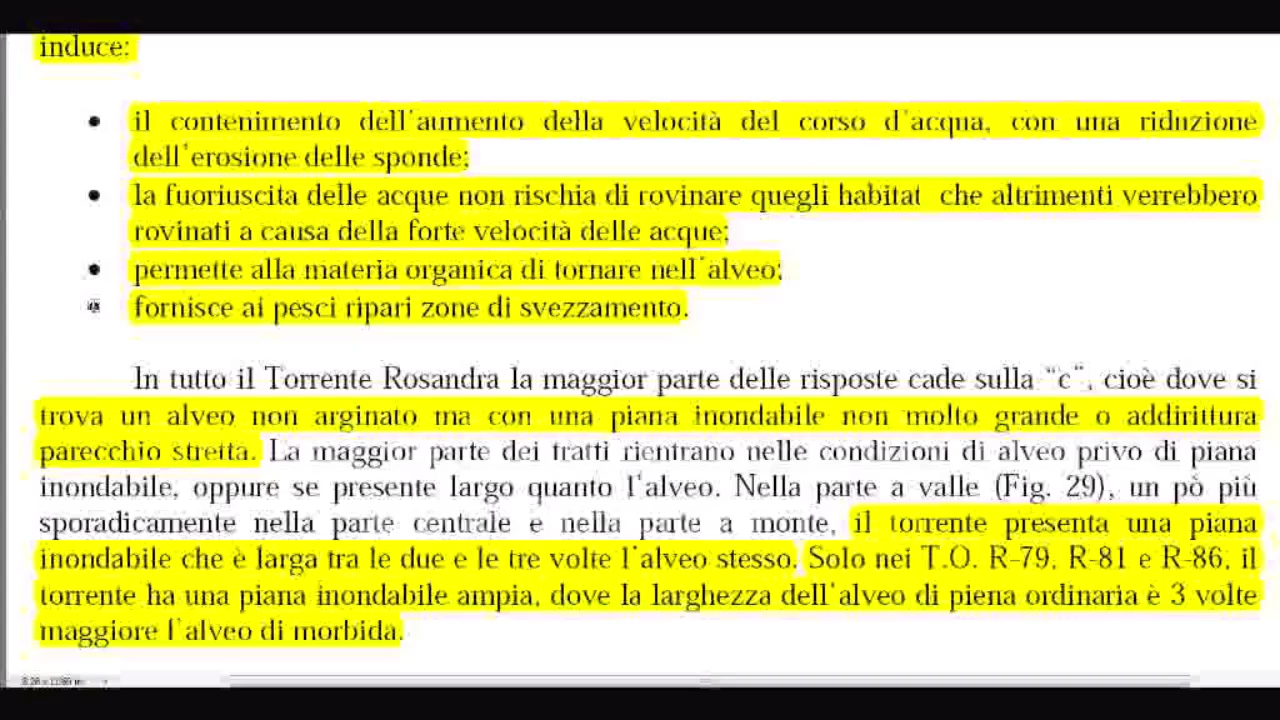 induce:
• il contenimento dell'aumento della velocità del corso d'acqua, con una riduzione
dell'erosione delle sponde;
• la fuoriuscita delle acque non rischia di rovinare quegli habitat che altrimenti verrebbero
rovinati a causa della forte velocità delle acque;
• permette alla materia organica di tornare nell'alveo;
fornisce ai pesci ripari zone di svezzamento.
In tutto il Torrente Rosandra la maggior parte delle risposte cade sulla "c", cioè dove si
trova un alveo non arginato ma con una piana inondabile non molto grande o addirittura
parecchio stretta. La maggior parte dei tratti rientrano nelle condizioni di alveo privo di piana
inondabile, oppure se presente largo quanto l'alveo. Nella parte a valle (Fig. 29), un pò più
sporadicamente nella parte centrale e nella parte a monte, il torrente presenta una piana
inondabile che è larga tra le due e le tre volte l'alveo stesso. Solo nei T.O. R-79, R-81 e R-86, il
torrente ha una piana inondabile ampia, dove la larghezza dell'alveo di piena ordinaria è 3 volte
maggiore l'alveo di morbida.